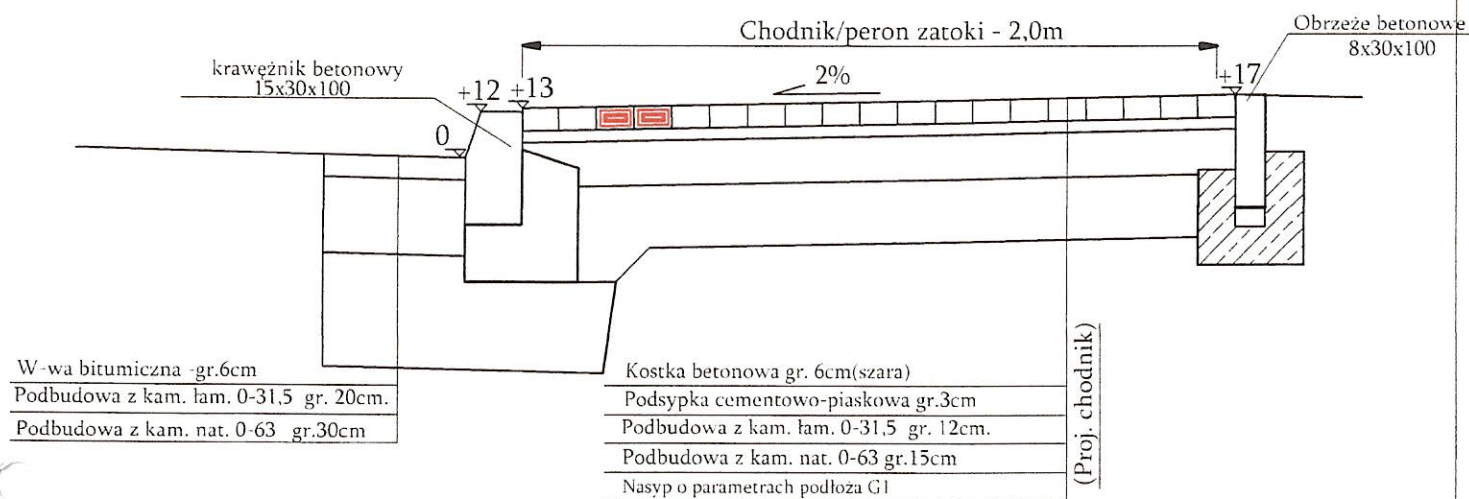 Chodnik/peron zatoki - 2,0m
Obrzeże betonowe
8x30x100
krawężnik betonowy
15x30x100
+12
+13
2%
+17
0
W-wa bitumiczna -gr.6cm
Podbudowa z kam. łam. 0-31,5 gr. 20cm.
Podbudowa z kam. nat. 0-63 gr.30cm
Kostka betonowa gr. 6cm(szara)
Podsypka cementowo-piaskowa gr.3cm
Podbudowa z kam. łam. 0-31,5 gr. 12cm.
Podbudowa z kam. nat. 0-63 gr.15cm
Nasyp o parametrach podłoża G1
(Proj. chodnik)